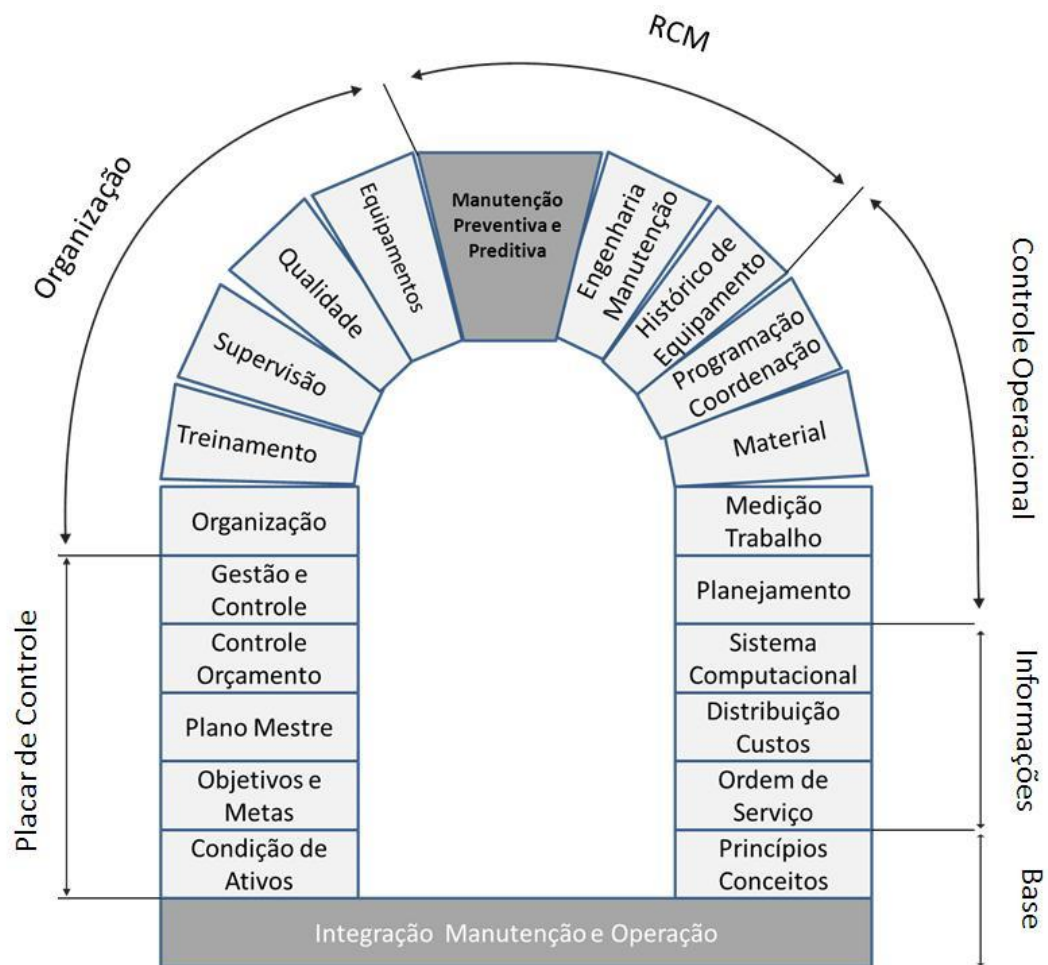 RCM
Organização
Controle Operacional
Manutenção
Preventiva e
Preditiva
Equipamentos
Qualidade
Supervisão
Treinamento
Organização
Gestão e
Controle
Controle
Orçamento
Plano Mestre
Objetivos e
Metas
Condição de
Ativos
Placar de Controle
Engenharia
Manutenção
Histórico de
Equipamento
Programação
Coordenação
Material
Medição
Trabalho
Planejamento
Sistema
Computacional
Distribuição
Custos
Ordem de
Serviço
Princípios
Conceitos
Informações
Base
Integração Manutenção e Operação